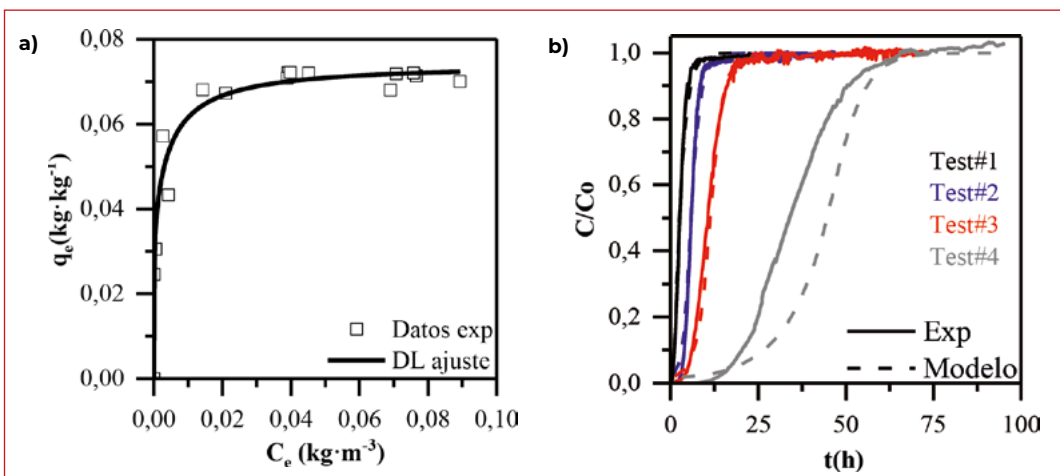 a)
0,08
0,06
0,04
0,02
0,00
q_e(kg·kg⁻¹)
Datos exp
DL ajuste
0,00 0,02 0,04 0,06 0,08 0,10
C_e (kg·m⁻³)
b)
1,0
0,8
0,6
0,4
0,2
0,0
C/Co
Test#1
Test#2
Test#3
Test#4
Exp
Modelo
0 25 50 75 100
t(h)